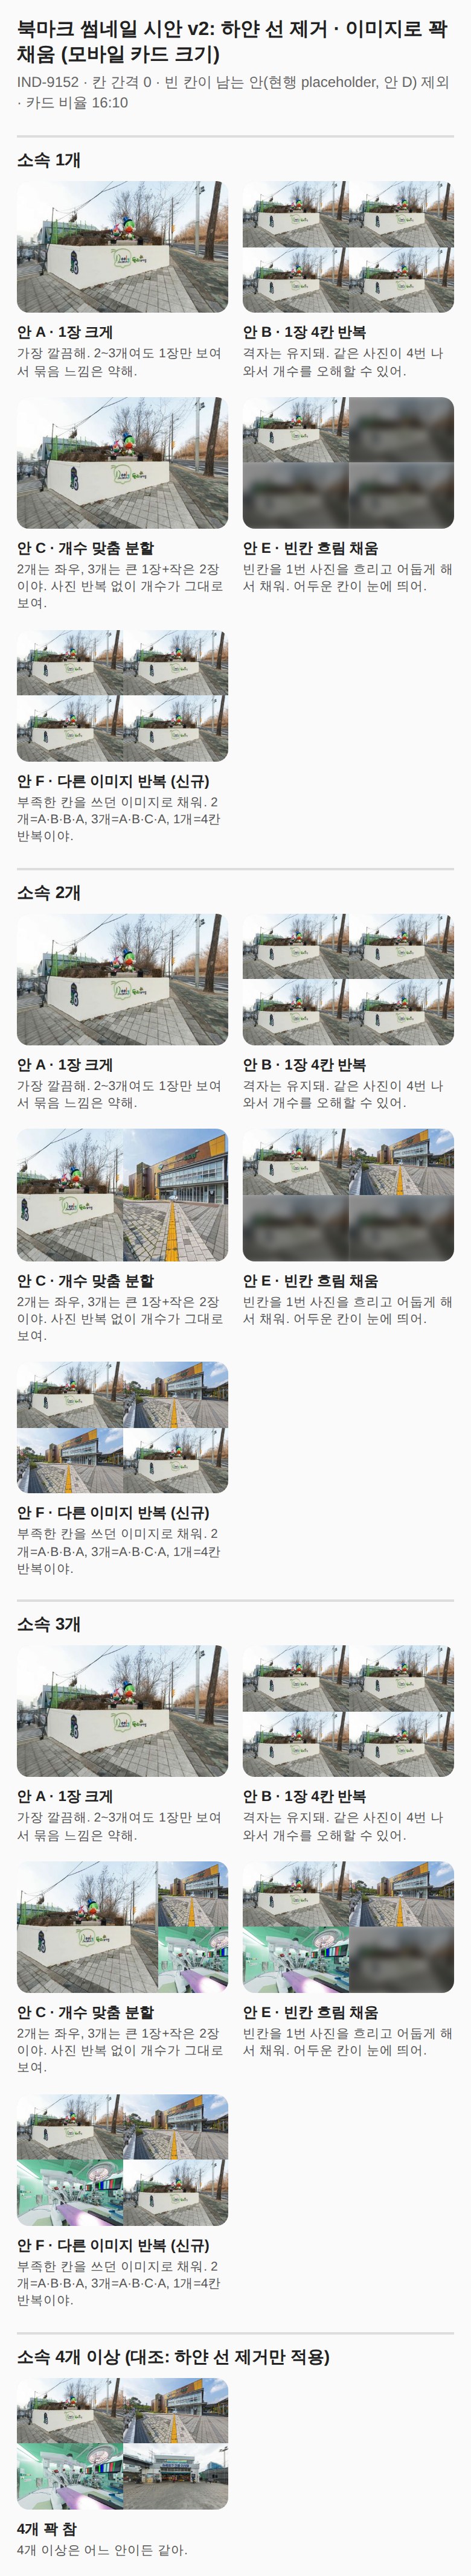 북마크 썸네일 시안 v2: 하얀 선 제거 · 이미지로 꽉
채움 (모바일 카드 크기)
IND-9152 · 칸 간격 0 · 빈 칸이 남는 안(현행 placeholder, 안 D) 제외
· 카드 비율 16:10
소속 1개
안 A · 1장 크게
가장 깔끔해. 2~3개여도 1장만 보여
서 묶음 느낌은 약해.
안 B · 1장 4칸 반복
격자는 유지돼. 같은 사진이 4번 나
와서 개수를 오해할 수 있어.
안 C · 개수 맞춤 분할
2개는 좌우, 3개는 큰 1장+작은 2장
이야. 사진 반복 없이 개수가 그대로
보여.
안 E · 빈칸 흐림 채움
빈칸을 1번 사진을 흐리고 어둡게 해
서 채워. 어두운 칸이 눈에 띄어.
안 F · 다른 이미지 반복 (신규)
부족한 칸을 쓰던 이미지로 채워. 2
개=A·B·B·A, 3개=A·B·C·A, 1개=4칸
반복이야.
소속 2개
안 A · 1장 크게
가장 깔끔해. 2~3개여도 1장만 보여
서 묶음 느낌은 약해.
안 B · 1장 4칸 반복
격자는 유지돼. 같은 사진이 4번 나
와서 개수를 오해할 수 있어.
안 C · 개수 맞춤 분할
2개는 좌우, 3개는 큰 1장+작은 2장
이야. 사진 반복 없이 개수가 그대로
보여.
안 E · 빈칸 흐림 채움
빈칸을 1번 사진을 흐리고 어둡게 해
서 채워. 어두운 칸이 눈에 띄어.
안 F · 다른 이미지 반복 (신규)
부족한 칸을 쓰던 이미지로 채워. 2
개=A·B·B·A, 3개=A·B·C·A, 1개=4칸
반복이야.
소속 3개
안 A · 1장 크게
가장 깔끔해. 2~3개여도 1장만 보여
서 묶음 느낌은 약해.
안 B · 1장 4칸 반복
격자는 유지돼. 같은 사진이 4번 나
와서 개수를 오해할 수 있어.
안 C · 개수 맞춤 분할
2개는 좌우, 3개는 큰 1장+작은 2장
이야. 사진 반복 없이 개수가 그대로
보여.
안 E · 빈칸 흐림 채움
빈칸을 1번 사진을 흐리고 어둡게 해
서 채워. 어두운 칸이 눈에 띄어.
안 F · 다른 이미지 반복 (신규)
부족한 칸을 쓰던 이미지로 채워. 2
개=A·B·B·A, 3개=A·B·C·A, 1개=4칸
반복이야.
소속 4개 이상 (대조: 하얀 선 제거만 적용)
4개 꽉 참
4개 이상은 어느 안이든 같아.